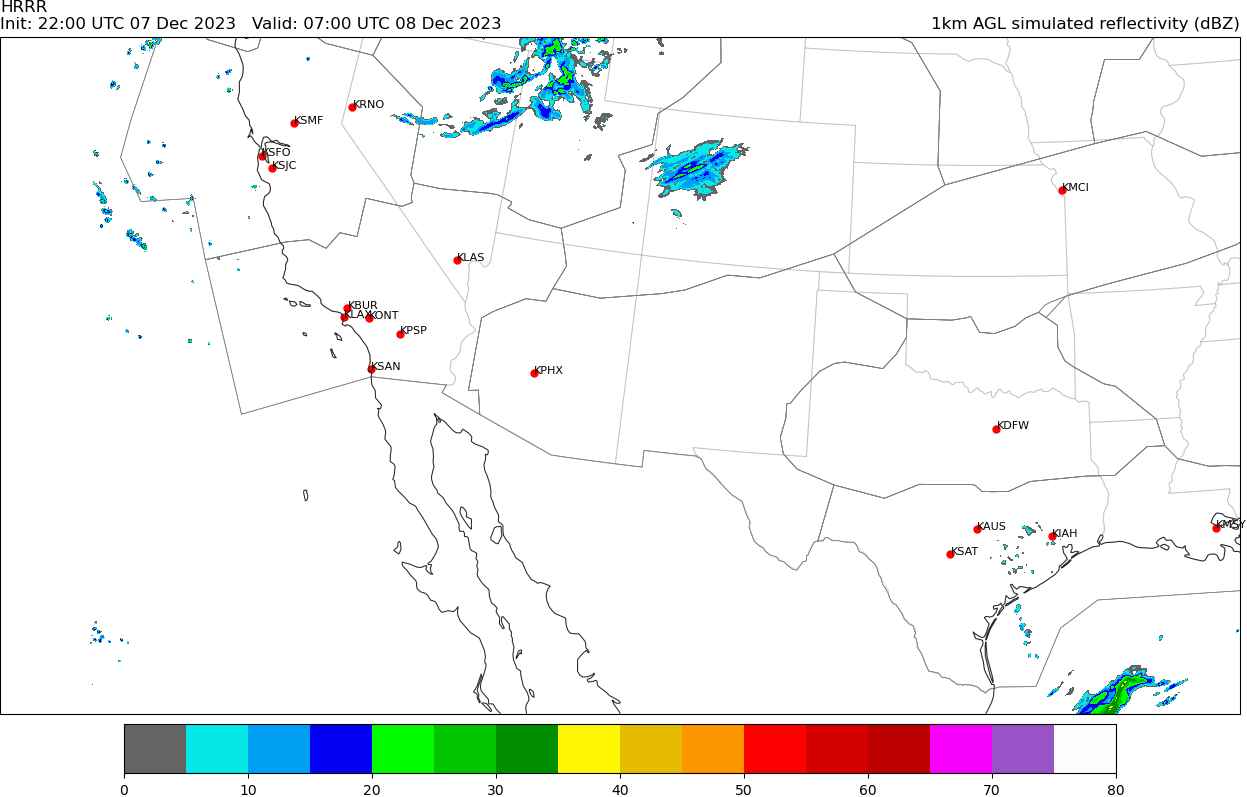 HRRR
Init: 22:00 UTC 07 Dec 2023   Valid: 07:00 UTC 08 Dec 2023
1km AGL simulated reflectivity (dBZ)
KRNO
KSMF
KSFO
KSJC
KMCI
KLAS
KBUR
KLAX
KONT
KPSP
KSAN
KPHX
KDFW
KAUS
KMSY
KIAH
KSAT
0 10 20 30 40 50 60 70 80